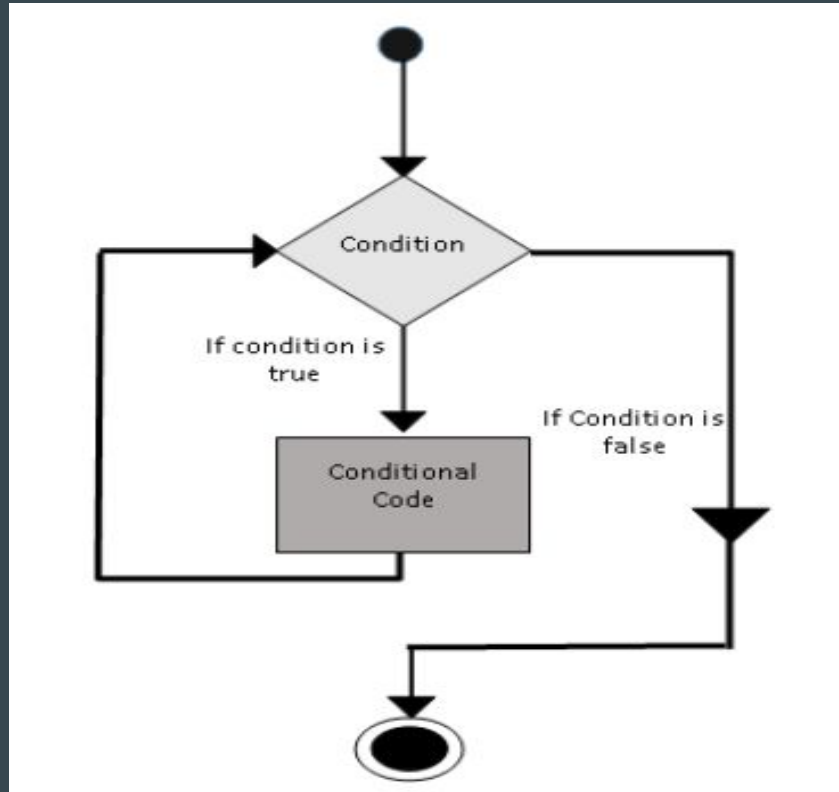 Condition
If condition is
true
If Condition is
false
Conditional
Code